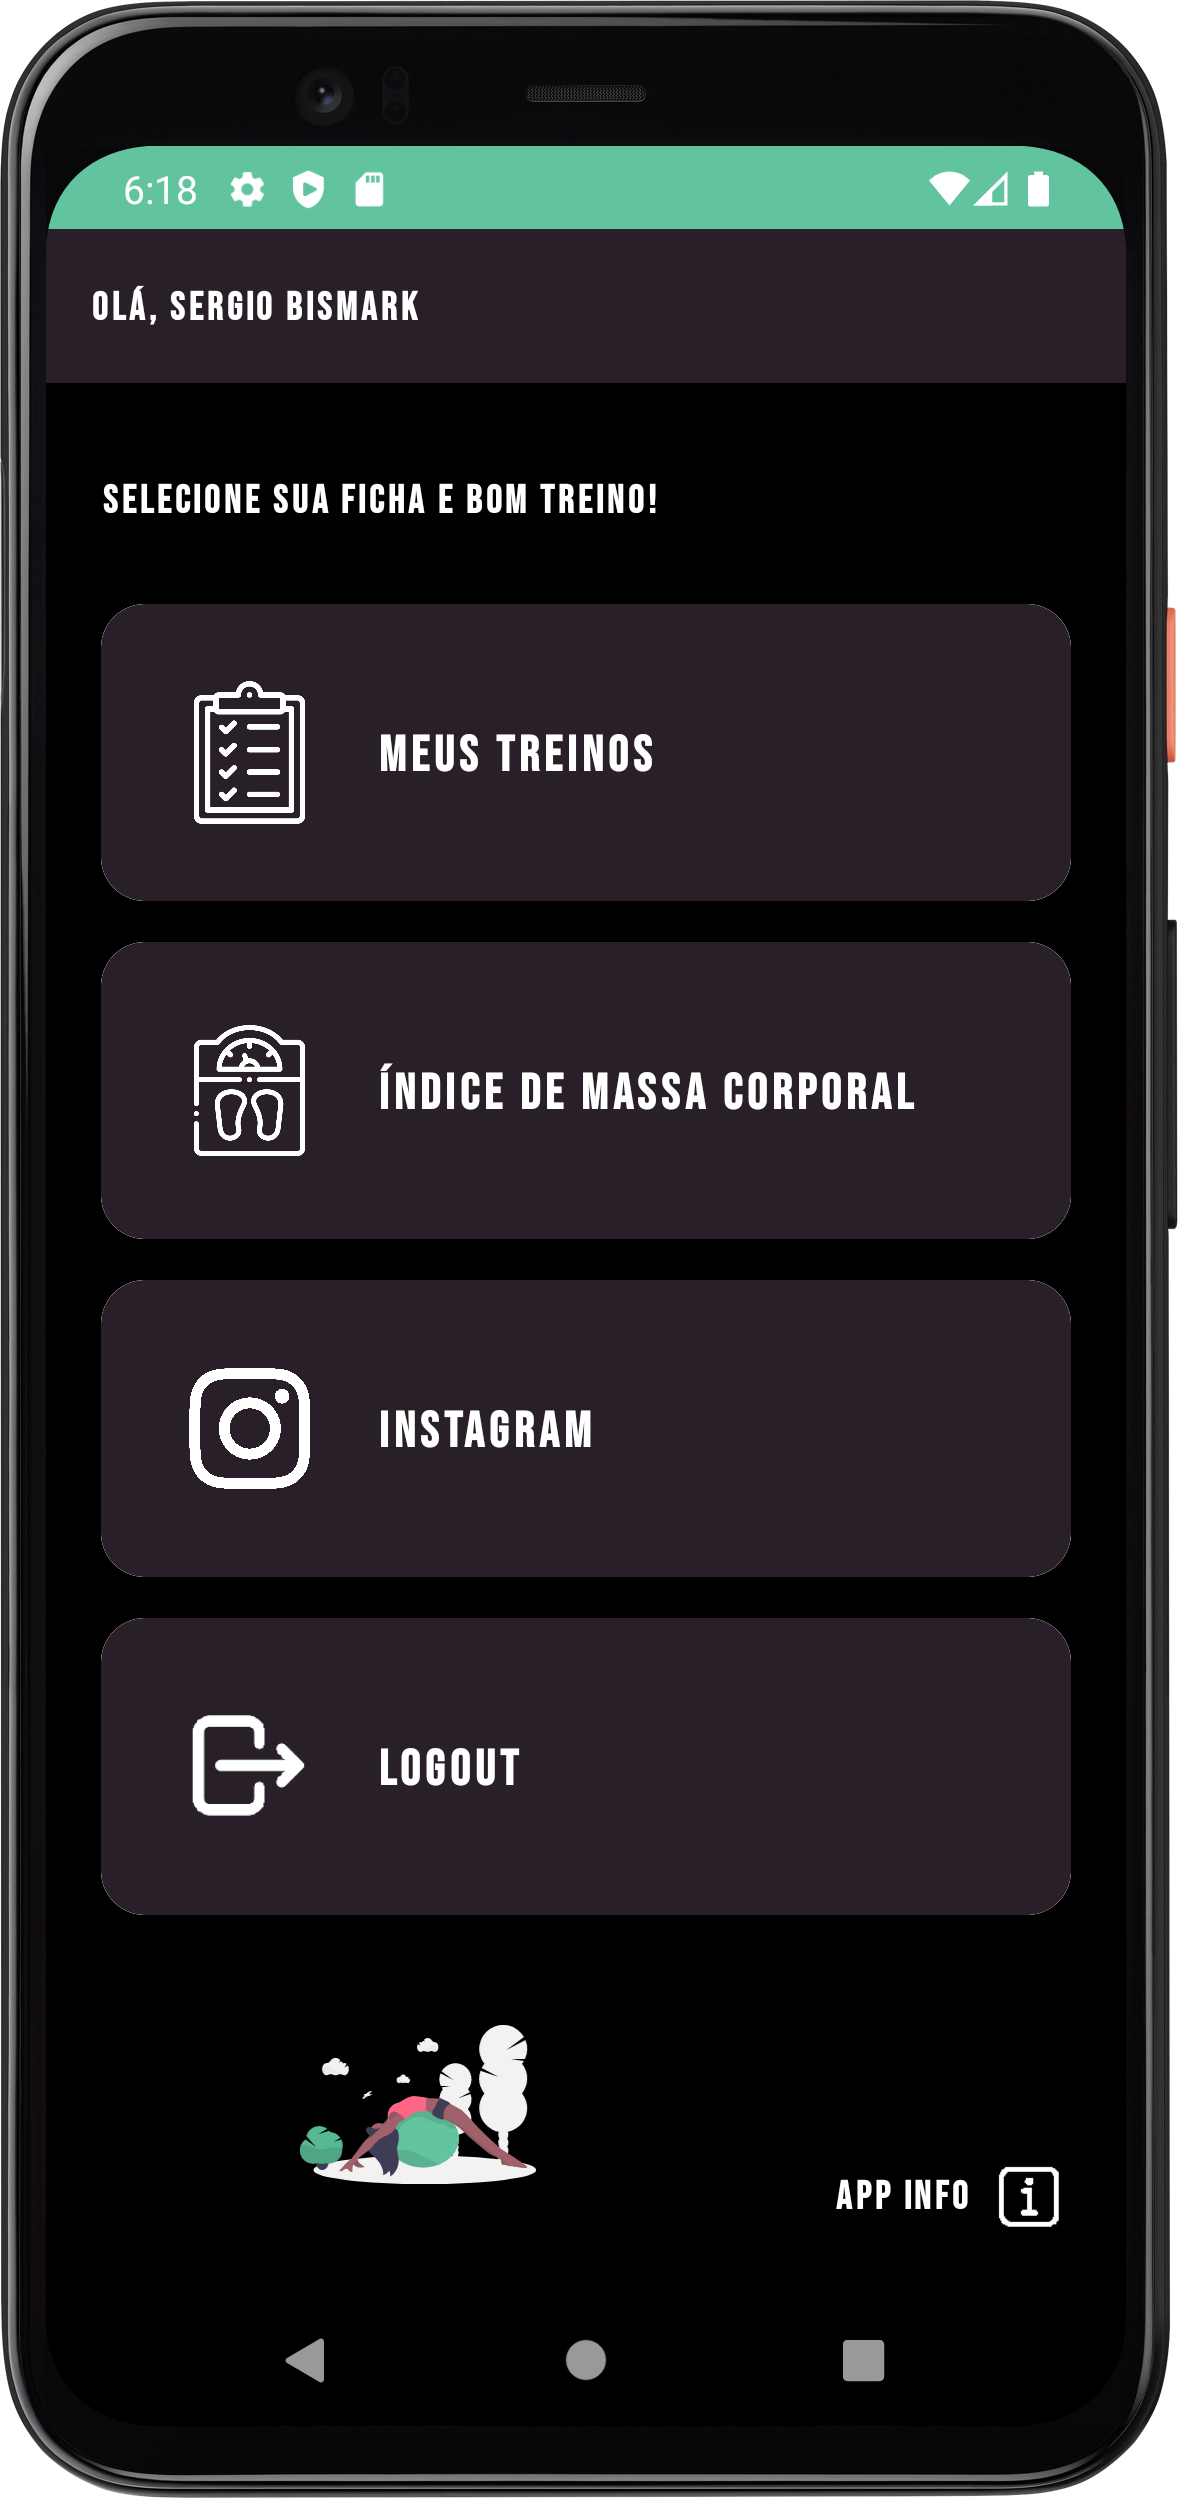 6:18
OLÁ, SERGIO BISMARK
SELECIONE SUA FICHA E BOM TREINO!
MEUS TREINOS
ÍNDICE DE MASSA CORPORAL
INSTAGRAM
LOGOUT
APP INFO